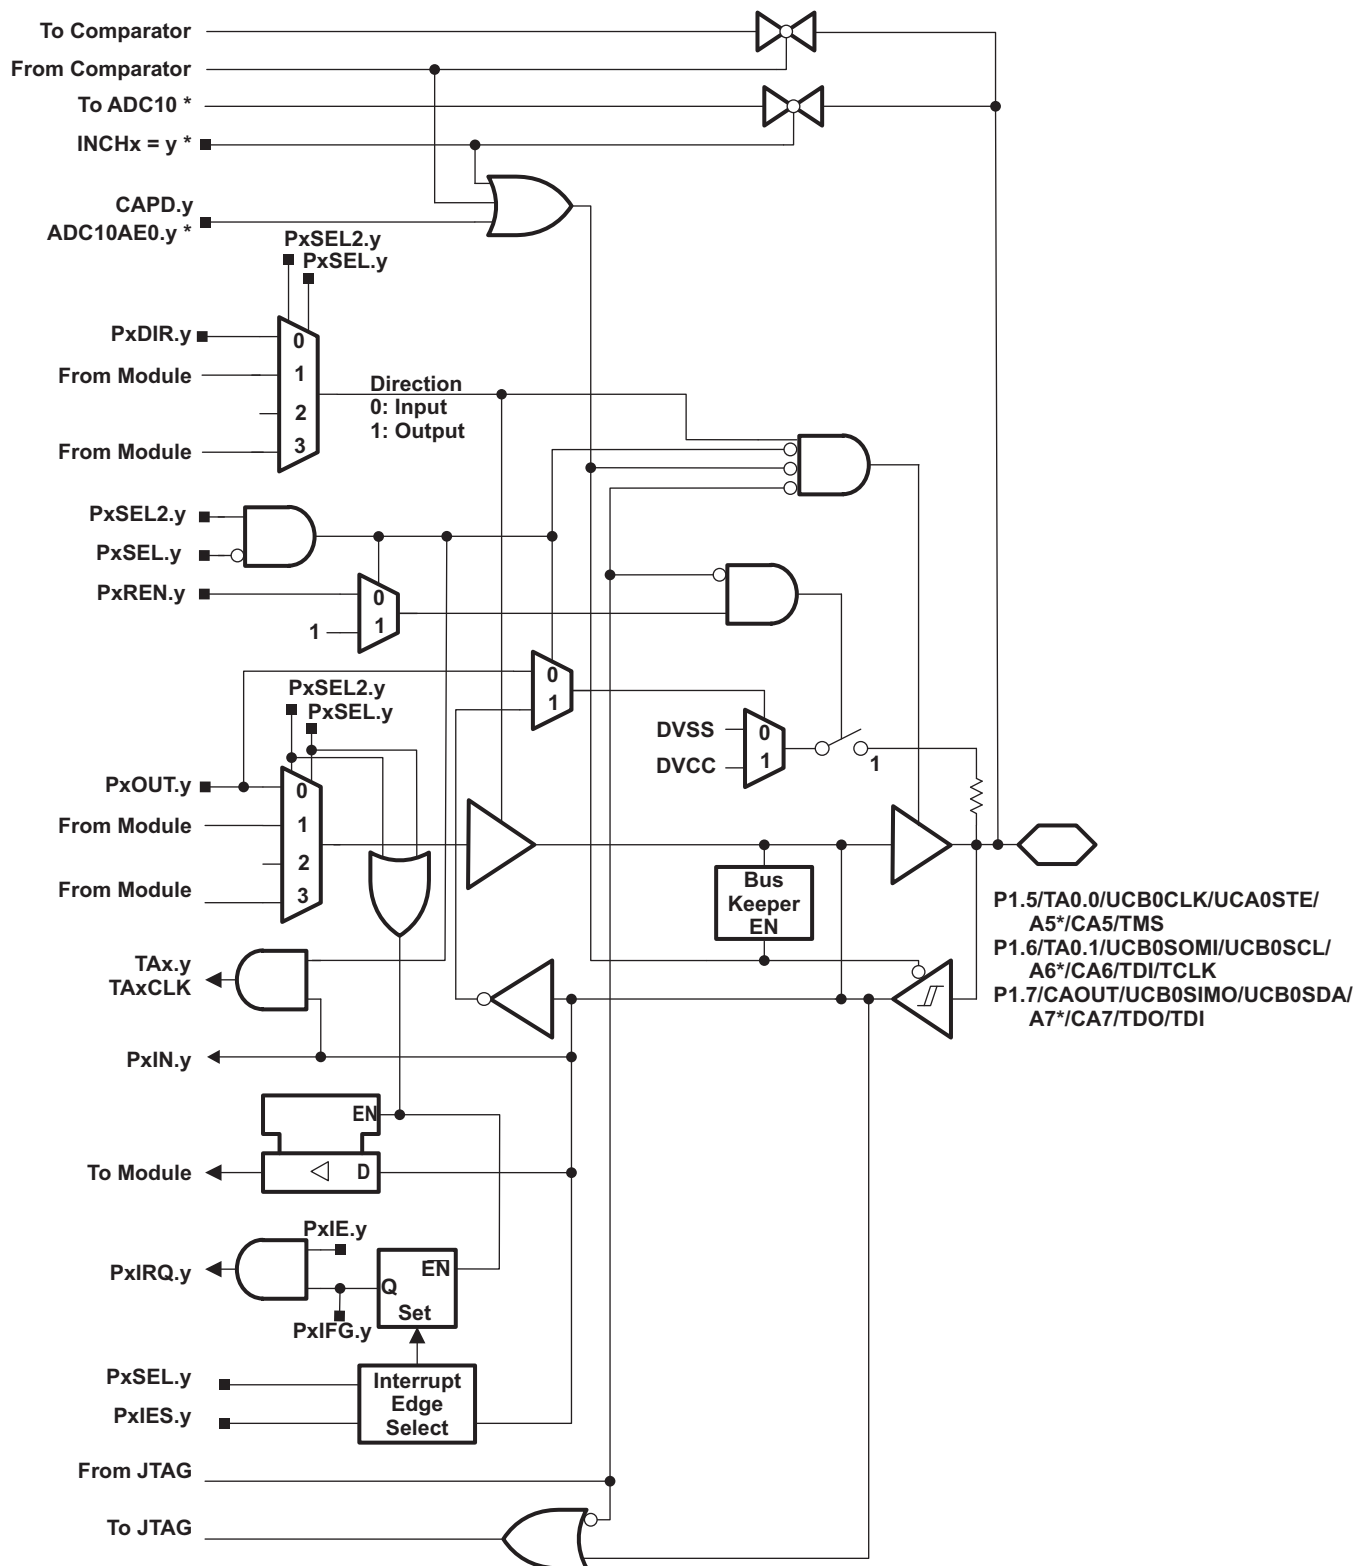 To Comparator
From Comparator
To ADC10 *
INCHx = y *
CAPD.y
ADC10AE0.y *
PxSEL2.y
PxSEL.y
PxDIR.y
0
From Module
1
2
From Module
3
Direction
0: Input
1: Output
PxSEL2.y
PxSEL.y
PxREN.y
0
1
1
0
1
PxSEL2.y
PxSEL.y
DVSS
0
DVCC
1
1
PxOUT.y
0
From Module
1
2
From Module
3
Bus
Keeper
EN
P1.5/TA0.0/UCB0CLK/UCA0STE/
A5*/CA5/TMS
P1.6/TA0.1/UCB0SOMI/UCB0SCL/
A6*/CA6/TDI/TCLK
P1.7/CAOUT/UCB0SIMO/UCB0SDA/
A7*/CA7/TDO/TDI
TAx.y
TAxCLK
PxIN.y
EN
To Module
D
PxIE.y
PxIRQ.y
EN
Q
Set
PxIFG.y
PxSEL.y
PxIES.y
Interrupt
Edge
Select
From JTAG
To JTAG